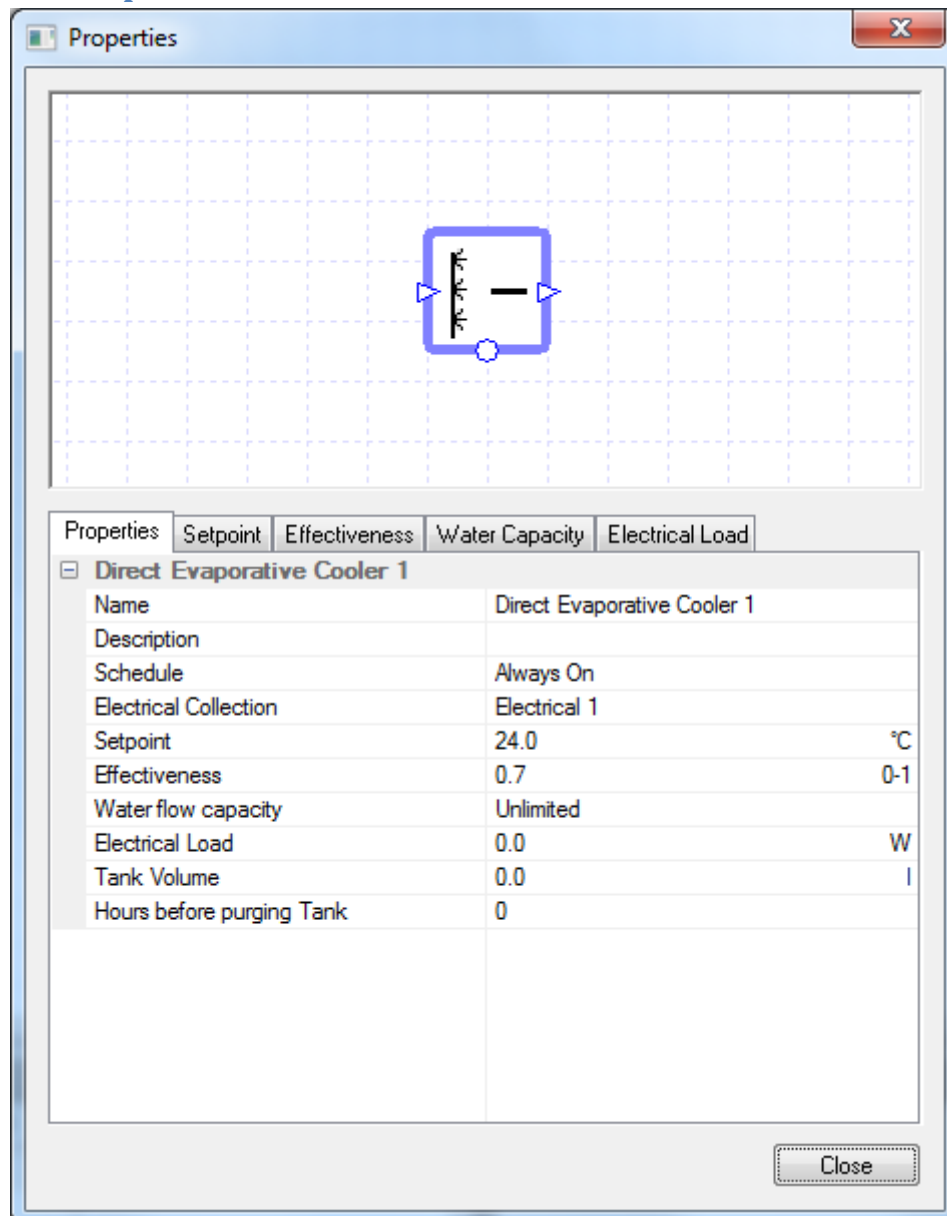 Properties
Properties Setpoint Effectiveness Water Capacity Electrical Load
Direct Evaporative Cooler 1
Name Direct Evaporative Cooler 1
Description
Schedule Always On
Electrical Collection Electrical 1
Setpoint 24.0 °C
Effectiveness 0.7 0-1
Water flow capacity Unlimited
Electrical Load 0.0 W
Tank Volume 0.0 l
Hours before purging Tank 0
Close